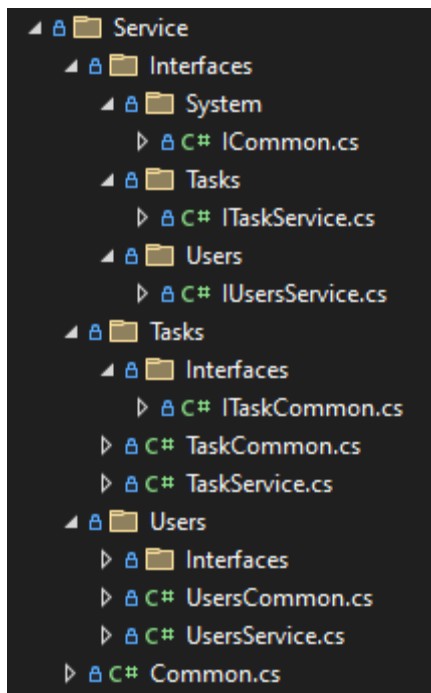 Service
Interfaces
System
C# ICommon.cs
Tasks
C# ITaskService.cs
Users
C# IUsersService.cs
Tasks
Interfaces
C# ITaskCommon.cs
C# TaskCommon.cs
C# TaskService.cs
Users
Interfaces
C# UsersCommon.cs
C# UsersService.cs
C# Common.cs